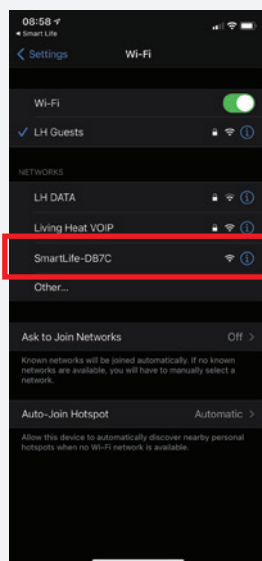 08:58
Smart Life
Settings
Wi-Fi
Wi-Fi
LH Guests
NETWORKS
LH DATA
Living Heat VOIP
SmartLife-DB7C
Other...
Ask to Join Networks Off
Known networks will be joined automatically. If no known
networks are available, you will have to manually select a
network.
Auto-Join Hotspot Automatic
Allow this device to automatically discover nearby personal
hotspots when no Wi-Fi network is available.